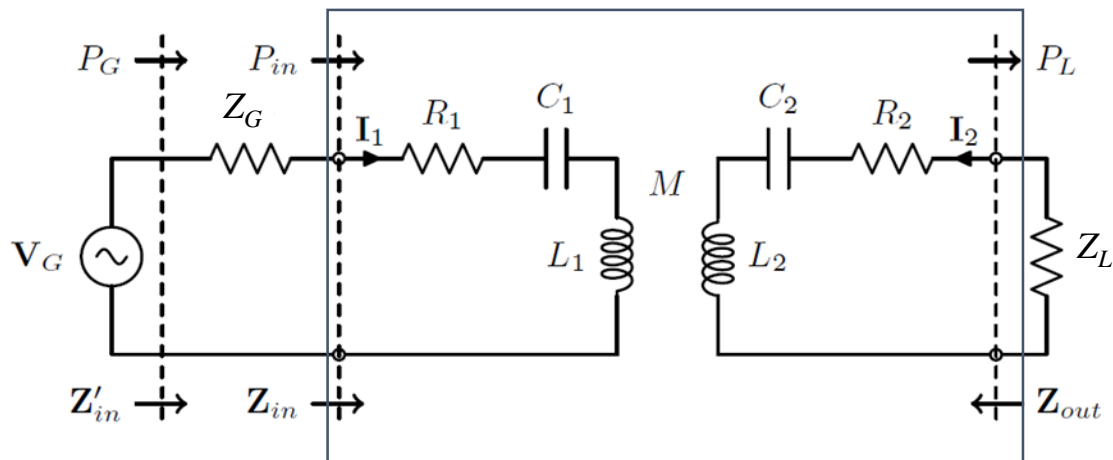 P_G P_in P_L
Z_G I_1 R_1 C_1 C_2 R_2 I_2
M
V_G L_1 L_2 Z_L
Z'_in Z_in Z_out